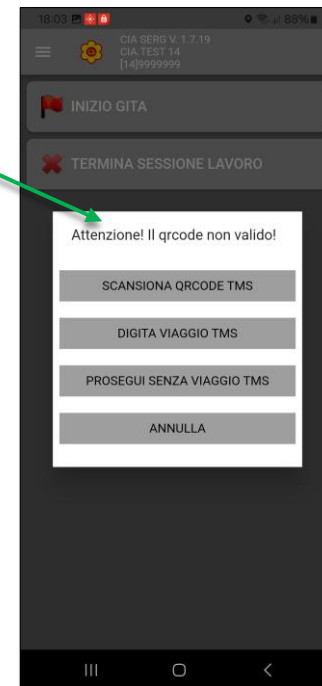 18:03 88%
CIA SERG V. 1.7.19
CIA TEST 14
[14]9999999
INIZIO GITA
TERMINA SESSIONE LAVORO
Attenzione! Il qrcode non valido!
SCANSIONA QRCODE TMS
DIGITA VIAGGIO TMS
PROSEGUI SENZA VIAGGIO TMS
ANNULLA